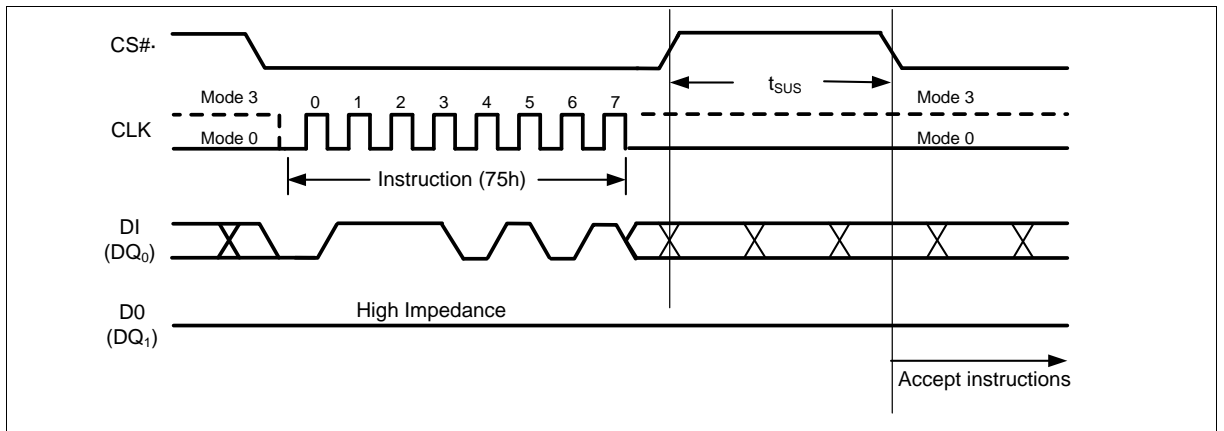 CS#.
tSUS
Mode 3
0 1 2 3 4 5 6 7
Mode 3
CLK
Mode 0
Mode 0
Instruction (75h)
DI
(DQ0)
High Impedance
D0
(DQ1)
Accept instructions